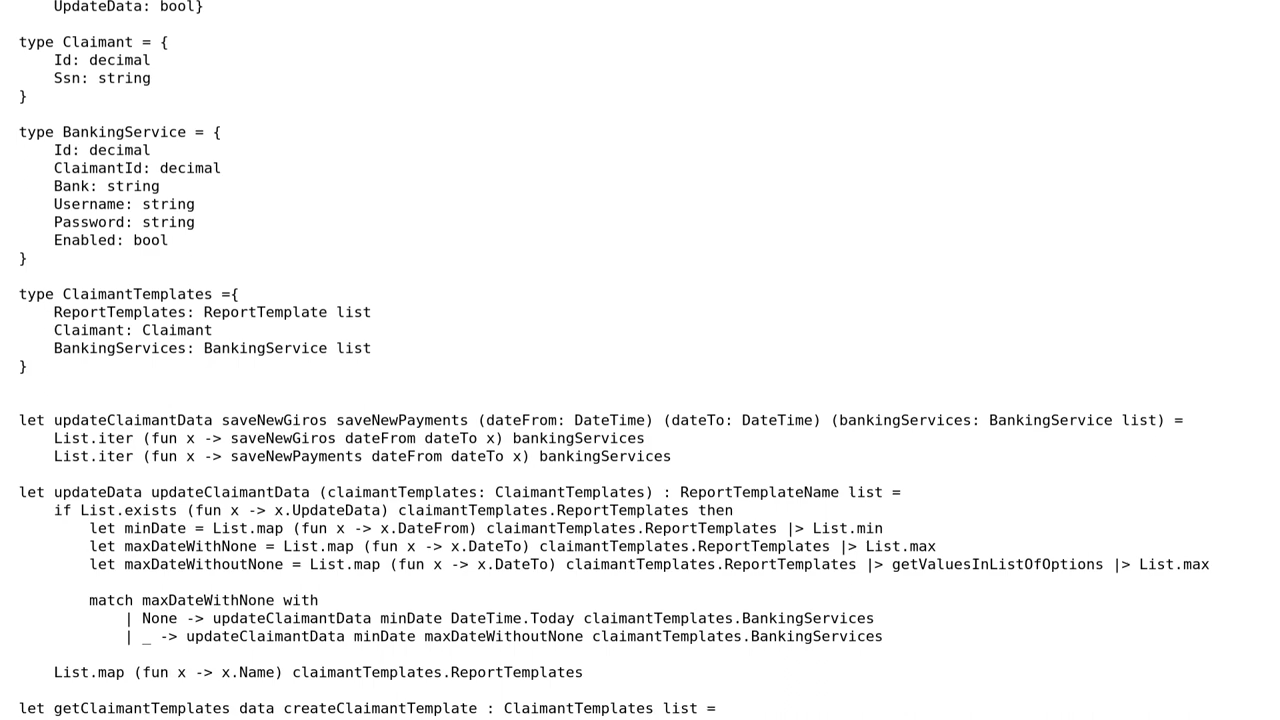 UpdateData: bool}

type Claimant = {
    Id: decimal
    Ssn: string
}

type BankingService = {
    Id: decimal
    ClaimantId: decimal
    Bank: string
    Username: string
    Password: string
    Enabled: bool
}

type ClaimantTemplates ={
    ReportTemplates: ReportTemplate list
    Claimant: Claimant
    BankingServices: BankingService list
}


let updateClaimantData saveNewGiros saveNewPayments (dateFrom: DateTime) (dateTo: DateTime) (bankingServices: BankingService list) =
    List.iter (fun x -> saveNewGiros dateFrom dateTo x) bankingServices
    List.iter (fun x -> saveNewPayments dateFrom dateTo x) bankingServices

let updateData updateClaimantData (claimantTemplates: ClaimantTemplates) : ReportTemplateName list =
    if List.exists (fun x -> x.UpdateData) claimantTemplates.ReportTemplates then
        let minDate = List.map (fun x -> x.DateFrom) claimantTemplates.ReportTemplates |> List.min
        let maxDateWithNone = List.map (fun x -> x.DateTo) claimantTemplates.ReportTemplates |> List.max
        let maxDateWithoutNone = List.map (fun x -> x.DateTo) claimantTemplates.ReportTemplates |> getValuesInListOfOptions |> List.max

        match maxDateWithNone with
            | None -> updateClaimantData minDate DateTime.Today claimantTemplates.BankingServices
            | _ -> updateClaimantData minDate maxDateWithoutNone claimantTemplates.BankingServices

    List.map (fun x -> x.Name) claimantTemplates.ReportTemplates

let getClaimantTemplates data createClaimantTemplate : ClaimantTemplates list =